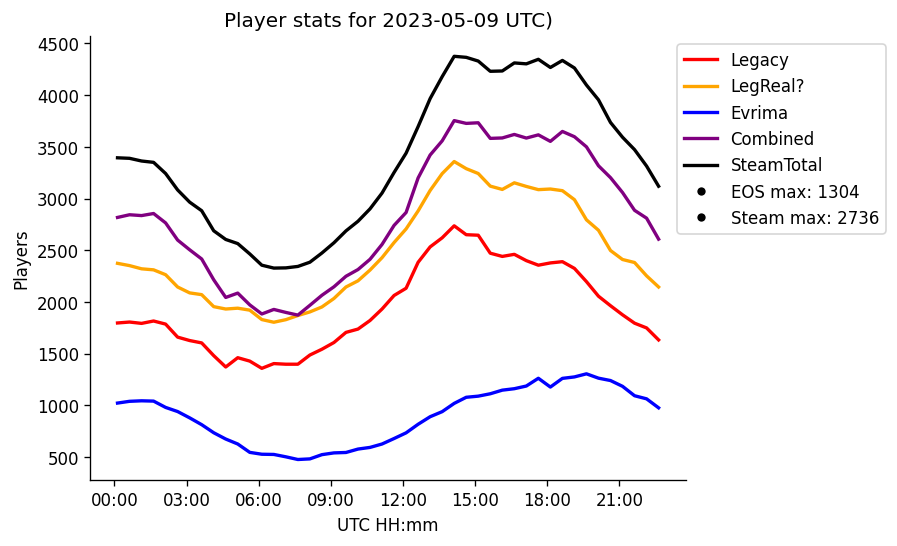 Player stats for 2023-05-09 UTC)
Players
4500
4000
3500
3000
2500
2000
1500
1000
500
00:00 03:00 06:00 09:00 12:00 15:00 18:00 21:00
UTC HH:mm
Legacy
LegReal?
Evrima
Combined
SteamTotal
EOS max: 1304
Steam max: 2736